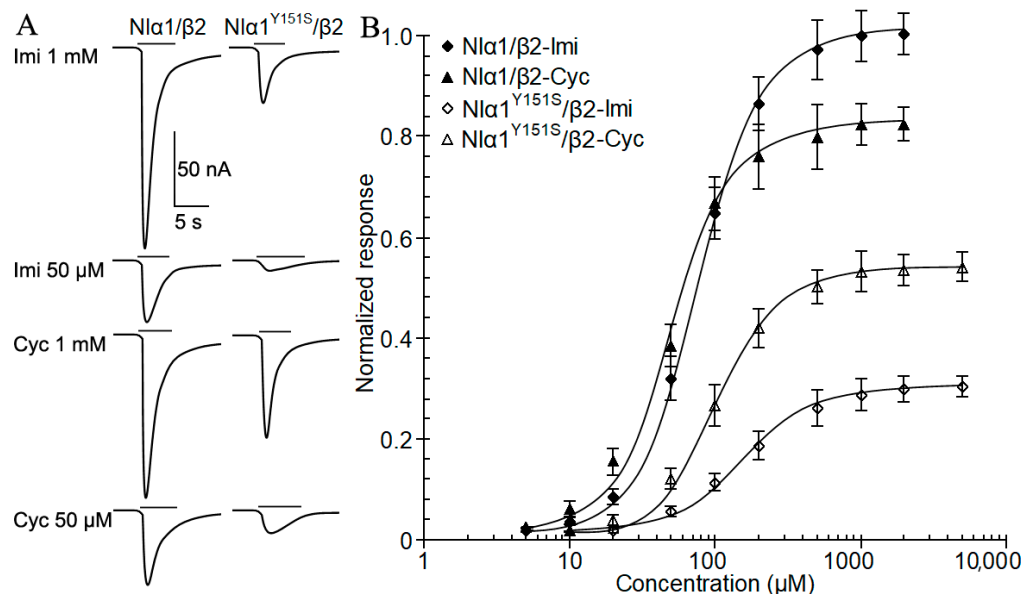 A
Nlα1/β2
Nlα1Y151S/β2
Imi 1 mM
50 nA
5 s
Imi 50 µM
Cyc 1 mM
Cyc 50 µM
B
Nlα1/β2-Imi
Nlα1/β2-Cyc
Nlα1Y151S/β2-Imi
Nlα1Y151S/β2-Cyc
Normalized response
1.0
0.8
0.6
0.4
0.2
0
1
10
100
1000
10,000
Concentration (µM)